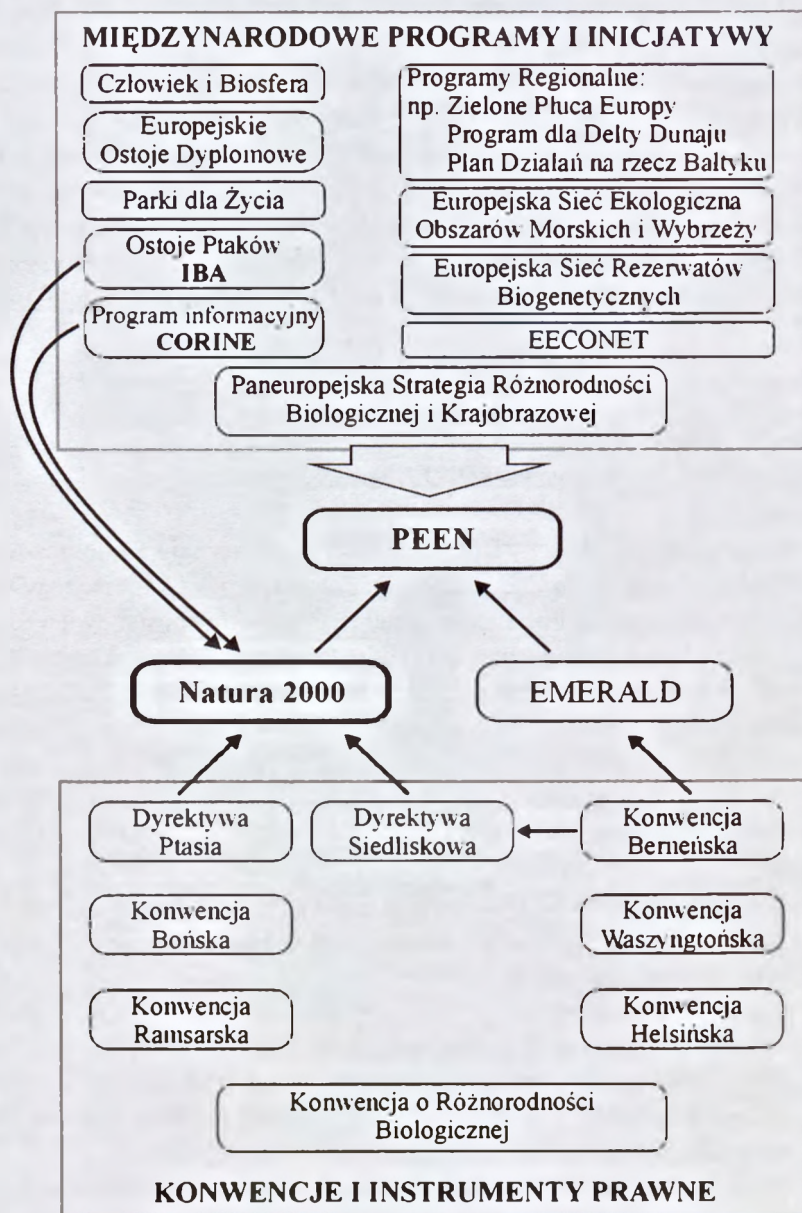 MIĘDZYNARODOWE PROGRAMY I INICJATYWY
Człowiek i Biosfera
Europejskie
Ostoje Dyplomowe
Parki dla Życia
Ostoje Ptaków
IBA
Program informacyjny
CORINE
Programy Regionalne:
np. Zielone Płuca Europy
Program dla Delty Dunaju
Plan Działań na rzecz Bałtyku
Europejska Sieć Ekologiczna
Obszarów Morskich i Wybrzeży
Europejska Sieć Rezerwatów
Biogenetycznych
EECONET
Paneuropejska Strategia Różnorodności
Biologicznej i Krajobrazowej
PEEN
Natura 2000
EMERALD
Dyrektywa
Ptasia
Dyrektywa
Siedliskowa
Konwencja
Berneńska
Konwencja
Bońska
Konwencja
Waszyngtońska
Konwencja
Ramsarska
Konwencja
Helsińska
Konwencja o Różnorodności
Biologicznej
KONWENCJE I INSTRUMENTY PRAWNE